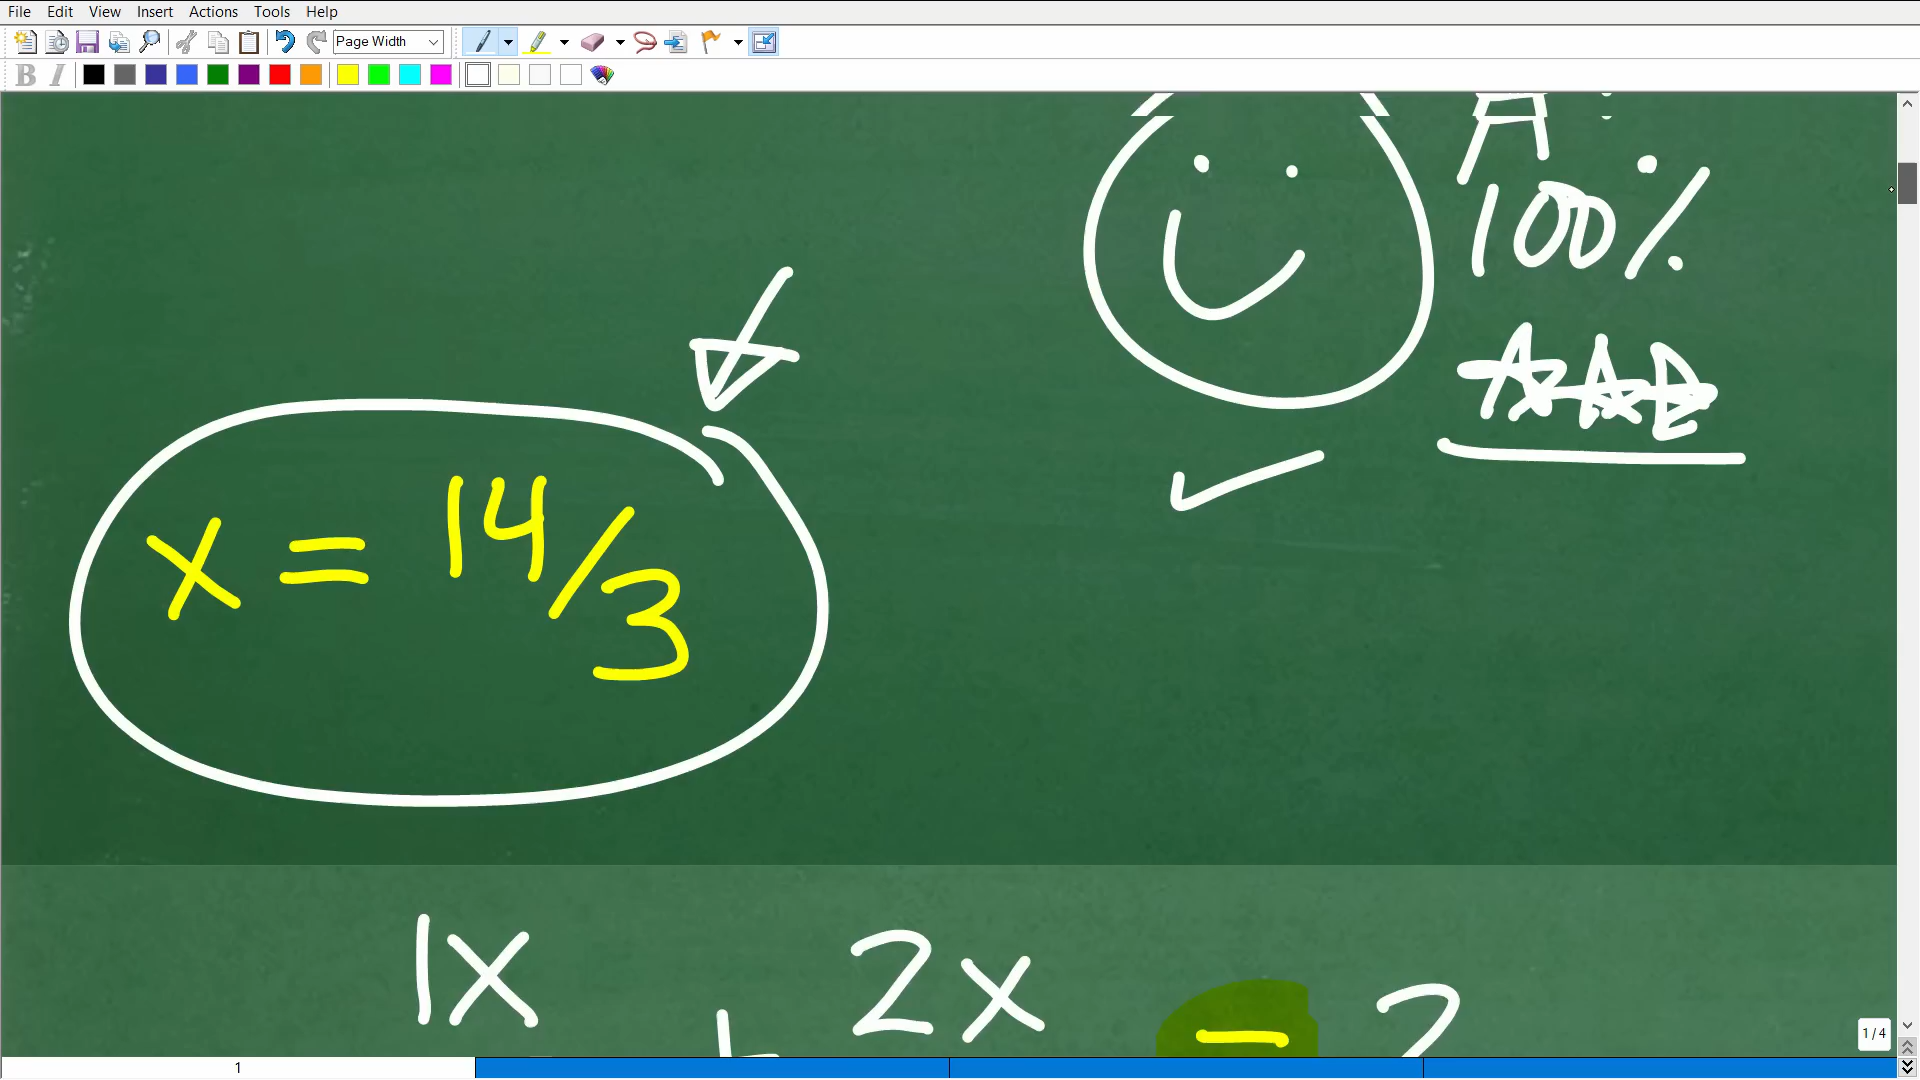 File Edit View Insert Actions Tools Help
Page Width
B I
A
100%
x = 14/3
1x + 2x = 2
1/4
1